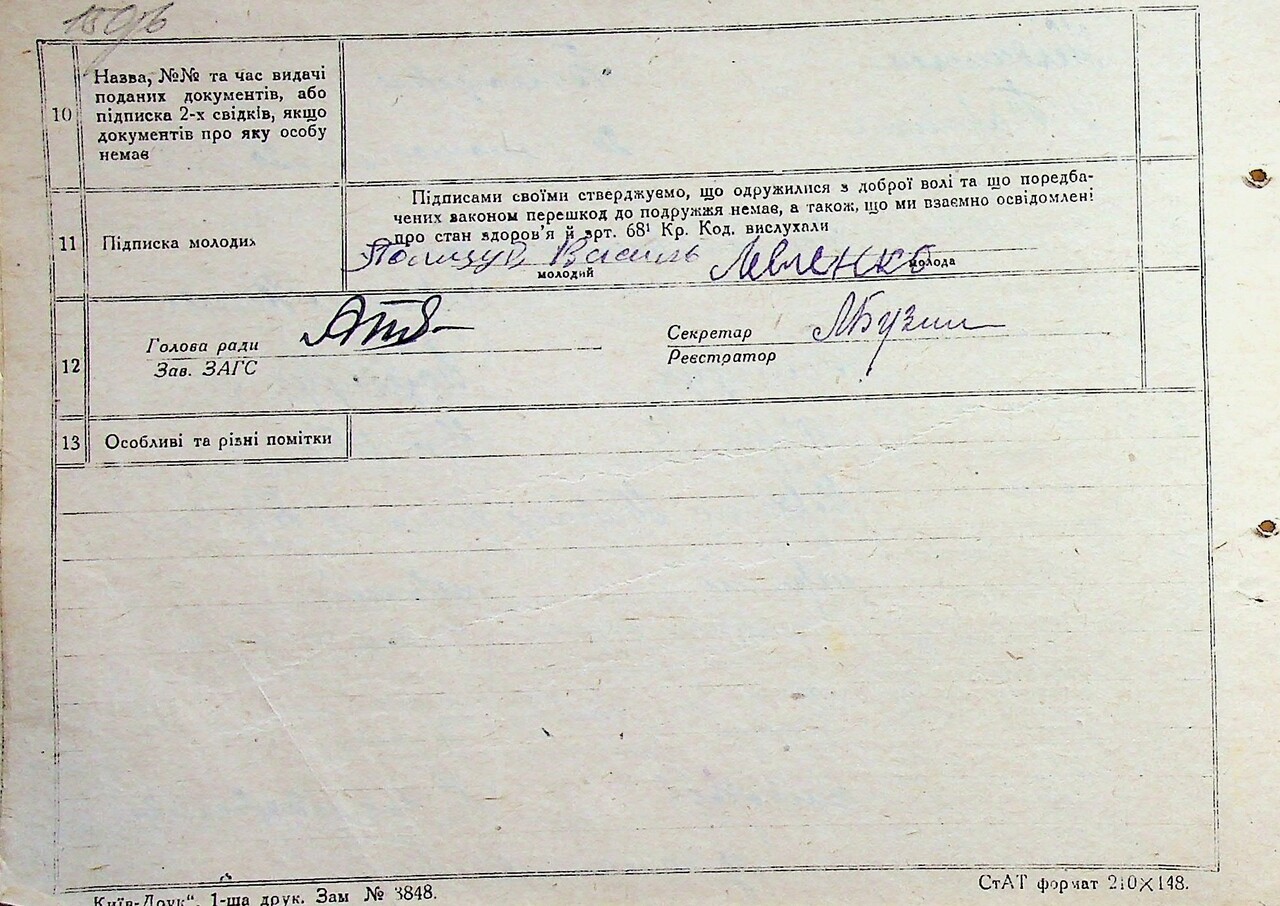 159б
10
Назва, №№ та час видачі
поданих документів, або
підписка 2-х свідків, якщо
документів про яку особу
немає
11
Підписка молодих
Підписами своїми стверджуємо, що одружилися з доброї волі та що поредба-
чених законом перешкод до подружжя немає, а також, що ми взаємно освідомлені
про стан здоров'я й арт. 68¹ Кр. Код. вислухали
Полищук Василь Левленко
молодий молода
12
Голова ради
Зав. ЗАГС
Секретар
Реєстратор
13
Особливі та різні помітки
Київ-Друк", 1-ша друк. Зам № 3848.
СтАТ формат 210×148.